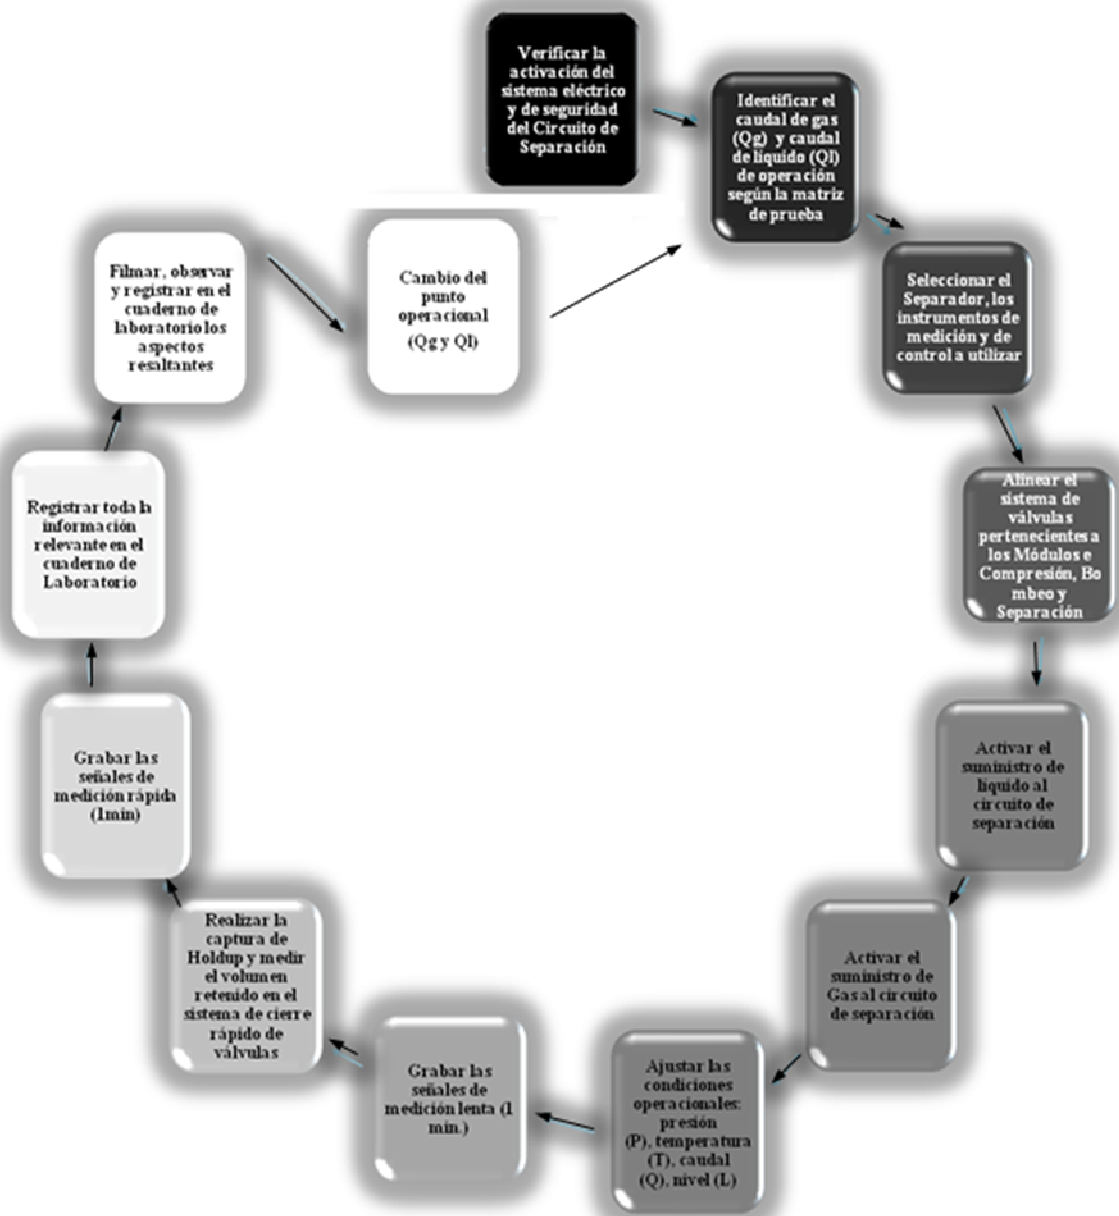 Verificar la
activación del
sistema eléctrico
y de seguridad
del Circuito de
Separación
Identificar el
caudal de gas
(Qg) y caudal
de líquido (Ql)
de operación
según la matriz
de prueba
Seleccionar el
Separador, los
instrumentos de
medición y de
control a utilizar
Alinear el
sistema de
válvulas
pertenecientes a
los Módulos e
Compresión, Bo
mbeo y
Separación
Activar el
suministro de
líquido al
circuito de
separación
Activar el
suministro de
Gas al circuito
de separación
Ajustar las
condiciones
operacionales:
presión
(P), temperatura
(T), caudal
(Q), nivel (L)
Grabar las
señales de
medición lenta (1
min.)
Realizar la
captura de
Holdup y medir
el volumen
retenido en el
sistema de cierre
rápido de
válvulas
Grabar las
señales de
medición rápida
(1min)
Registrar toda la
información
relevante en el
cuaderno de
Laboratorio
Filmar, observar
y registrar en el
cuaderno de
laboratorio los
aspectos
resaltantes
Cambio del
punto
operacional
(Qg y Ql)